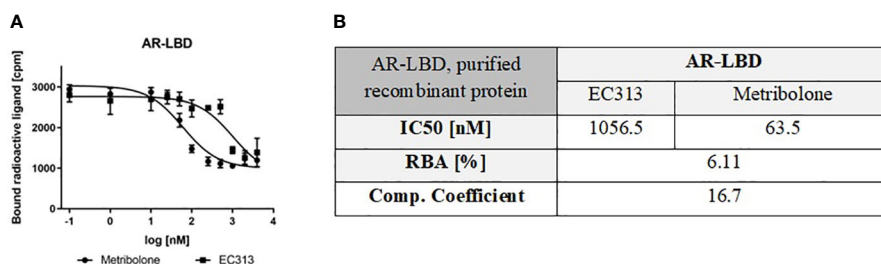 A
AR-LBD
Bound radioactive ligand [cpm]
3000
2000
1000
0
-1 0 1 2 3 4
log [nM]
Metribolone EC313
B
AR-LBD, purified recombinant protein
AR-LBD
EC313 Metribolone
IC50 [nM] 1056.5 63.5
RBA [%] 6.11
Comp. Coefficient 16.7